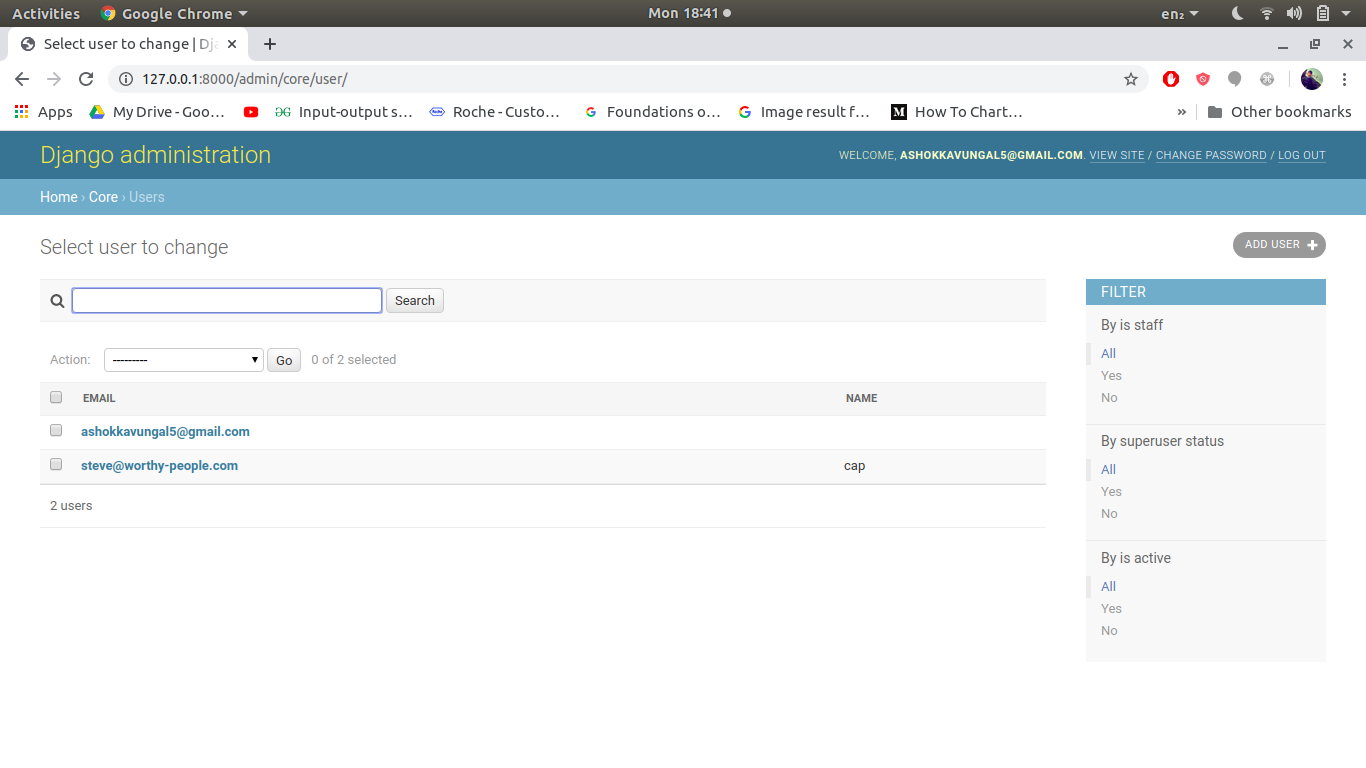 Activities Google Chrome Mon 18:41 en₂
Select user to change | Dja
127.0.0.1:8000/admin/core/user/
Apps My Drive - Goo… Input-output s… Roche - Custo… Foundations o… Image result f… How To Chart… » Other bookmarks
Django administration
WELCOME, ASHOKKAVUNGAL5@GMAIL.COM. VIEW SITE / CHANGE PASSWORD / LOG OUT
Home › Core › Users
Select user to change
ADD USER
Search
Action: --------- Go 0 of 2 selected
EMAIL NAME
ashokkavungal5@gmail.com
steve@worthy-people.com cap
2 users
FILTER
By is staff
All
Yes
No
By superuser status
All
Yes
No
By is active
All
Yes
No